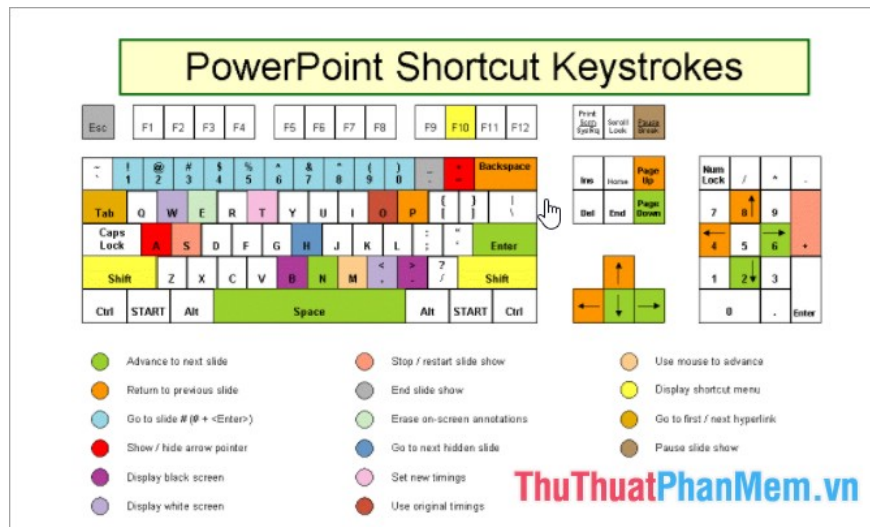 PowerPoint Shortcut Keystrokes
Esc F1 F2 F3 F4 F5 F6 F7 F8 F9 F10 F11 F12 Print Scrn SysRq Scroll Lock Pause Break
~ ` ! 1 @ 2 # 3 $ 4 % 5 ^ 6 & 7 * 8 ( 9 ) 0 _ - + = Backspace Ins Home Page Up Num Lock / * -
Tab Q W E R T Y U I O P { [ } ] | \ Del End Page Down 7 8 9 +
Caps Lock A S D F G H J K L : ; " ' Enter 4 5 6
Shift Z X C V B N M < , > . ? / Shift 1 2 3 Enter
Ctrl START Alt Space Alt START Ctrl 0 .
Advance to next slide
Return to previous slide
Go to slide # (# + <Enter>)
Show / hide arrow pointer
Display black screen
Display white screen
Stop / restart slide show
End slide show
Erase on-screen annotations
Go to next hidden slide
Set new timings
Use original timings
Use mouse to advance
Display shortcut menu
Go to first / next hyperlink
Pause slide show
ThuThuatPhanMem.vn